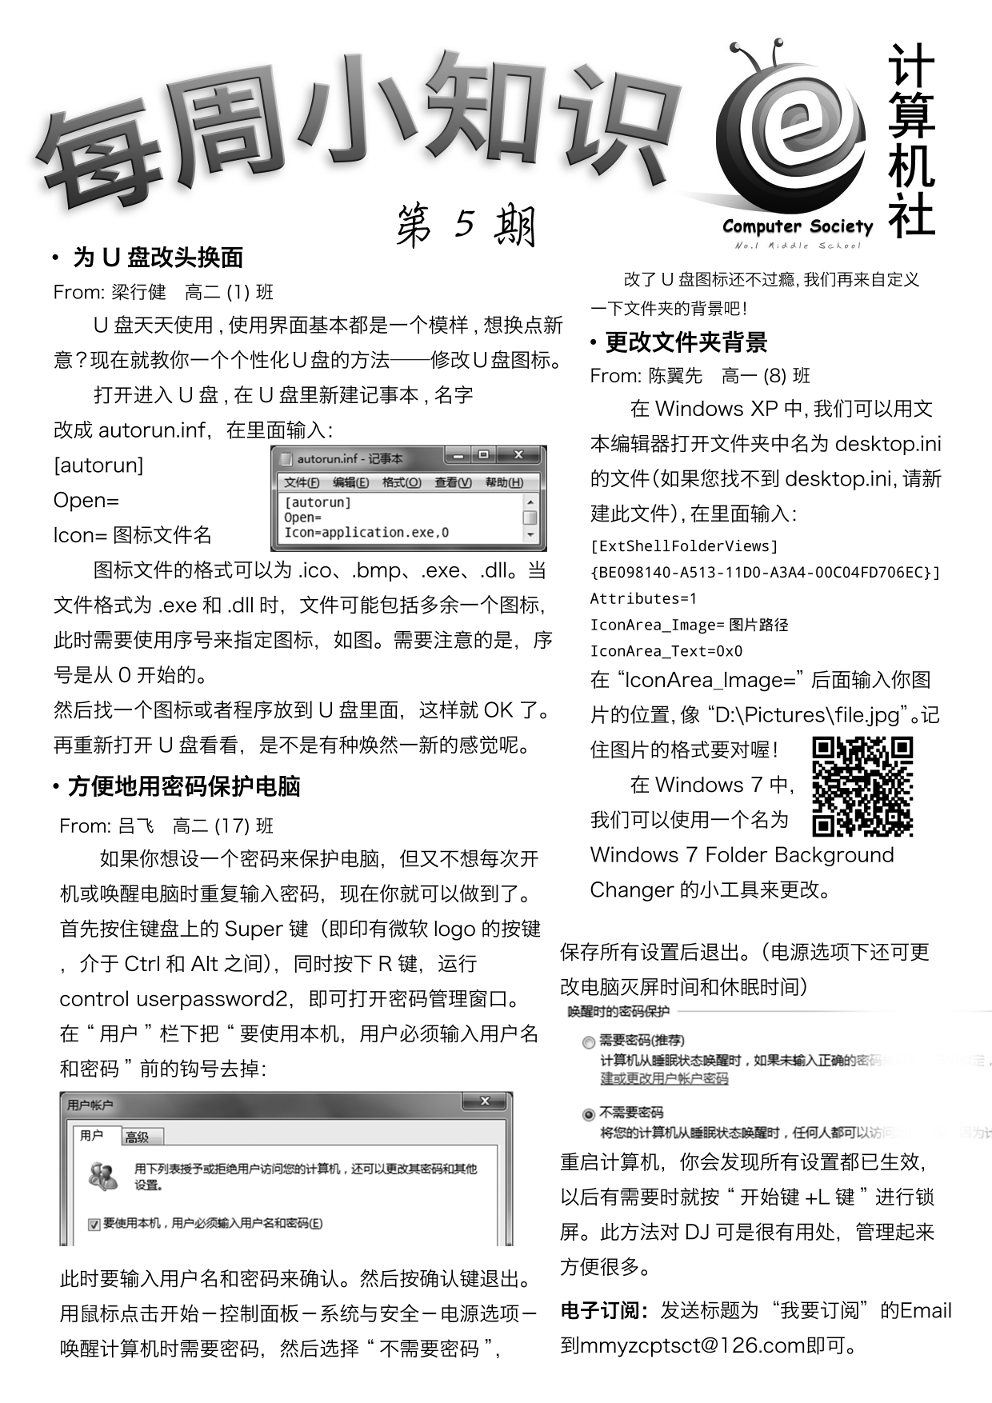 每周小知识
第 5 期
Computer Society
No.1 Middle School
计算机社
• 为 U 盘改头换面
From: 梁行健 高二 (1) 班
U 盘天天使用 , 使用界面基本都是一个模样 , 想换点新
意？现在就教你一个个性化U盘的方法——修改U盘图标。
打开进入 U 盘 , 在 U 盘里新建记事本 , 名字
改成 autorun.inf，在里面输入：
[autorun]
Open=
Icon= 图标文件名
autorun.inf - 记事本
文件(F) 编辑(E) 格式(O) 查看(V) 帮助(H)
[autorun]
Open=
Icon=application.exe,0
图标文件的格式可以为 .ico、.bmp、.exe、.dll。当
文件格式为 .exe 和 .dll 时，文件可能包括多余一个图标，
此时需要使用序号来指定图标，如图。需要注意的是，序
号是从 0 开始的。
然后找一个图标或者程序放到 U 盘里面，这样就 OK 了。
再重新打开 U 盘看看，是不是有种焕然一新的感觉呢。
• 方便地用密码保护电脑
From: 吕飞 高二 (17) 班
如果你想设一个密码来保护电脑，但又不想每次开
机或唤醒电脑时重复输入密码，现在你就可以做到了。
首先按住键盘上的 Super 键（即印有微软 logo 的按键
，介于 Ctrl 和 Alt 之间），同时按下 R 键，运行
control userpassword2，即可打开密码管理窗口。
在 “ 用户 ” 栏下把 “ 要使用本机，用户必须输入用户名
和密码 ” 前的钩号去掉：
用户帐户
用户 高级
用下列表授予或拒绝用户访问您的计算机，还可以更改其密码和其他
设置。
要使用本机，用户必须输入用户名和密码(E)
此时要输入用户名和密码来确认。然后按确认键退出。
用鼠标点击开始－控制面板－系统与安全－电源选项－
唤醒计算机时需要密码，然后选择 “ 不需要密码 ”，
改了 U 盘图标还不过瘾，我们再来自定义
一下文件夹的背景吧！
• 更改文件夹背景
From: 陈翼先 高一 (8) 班
在 Windows XP 中，我们可以用文
本编辑器打开文件夹中名为 desktop.ini
的文件（如果您找不到 desktop.ini，请新
建此文件），在里面输入：
[ExtShellFolderViews]
{BE098140-A513-11D0-A3A4-00C04FD706EC}]
Attributes=1
IconArea_Image= 图片路径
IconArea_Text=0x0
在 “IconArea_Image=” 后面输入你图
片的位置，像 “D:\Pictures\file.jpg”。记
住图片的格式要对喔！
在 Windows 7 中，
我们可以使用一个名为
Windows 7 Folder Background
Changer 的小工具来更改。
保存所有设置后退出。（电源选项下还可更
改电脑灭屏时间和休眠时间）
唤醒时的密码保护
需要密码(推荐)
计算机从睡眠状态唤醒时，如果未输入正确的密码
建或更改用户帐户密码
不需要密码
将您的计算机从睡眠状态唤醒时，任何人都可以访问
重启计算机，你会发现所有设置都已生效，
以后有需要时就按 “ 开始键 +L 键 ” 进行锁
屏。此方法对 DJ 可是很有用处，管理起来
方便很多。
电子订阅：发送标题为“我要订阅”的Email
到mmyzcptsct@126.com即可。